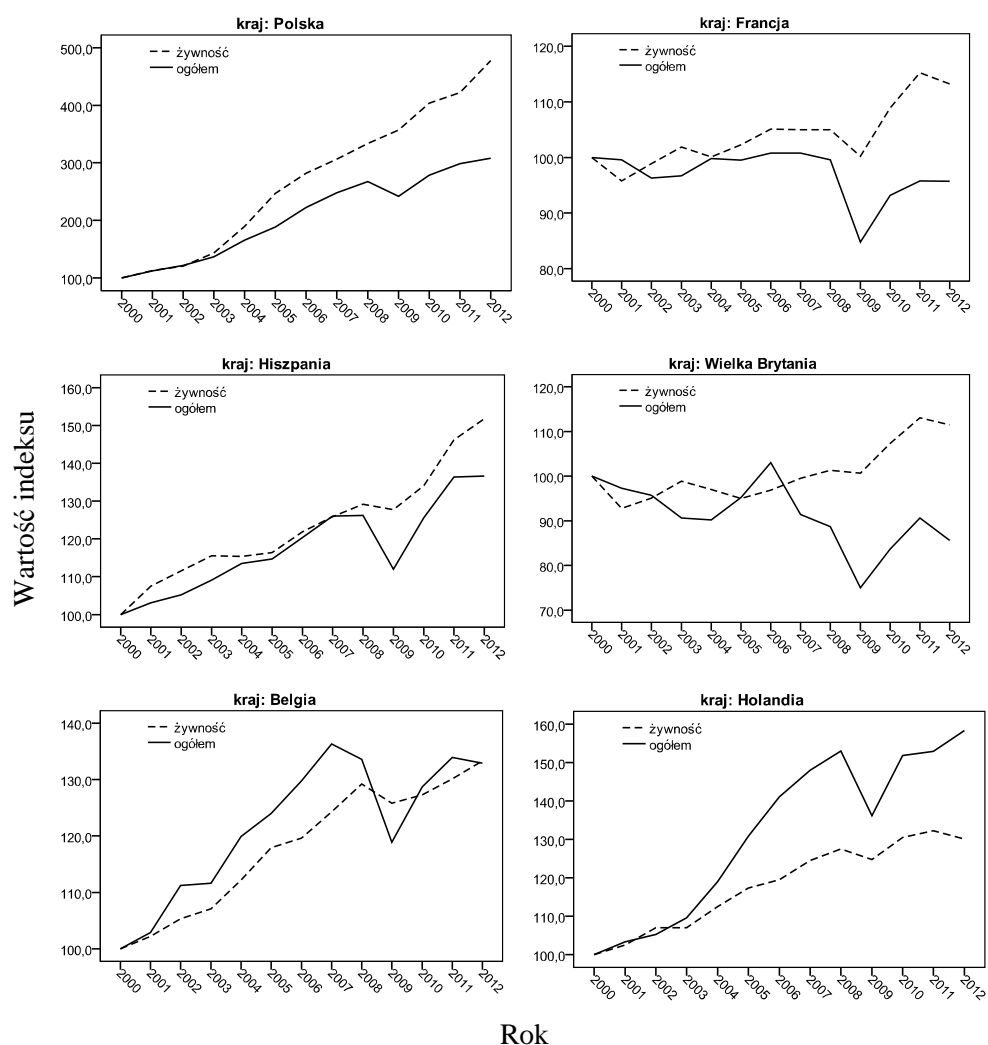 kraj: Polska
żywność
ogółem
500,0
400,0
300,0
200,0
100,0
2000 2001 2002 2003 2004 2005 2006 2007 2008 2009 2010 2011 2012
kraj: Francja
żywność
ogółem
120,0
110,0
100,0
90,0
80,0
2000 2001 2002 2003 2004 2005 2006 2007 2008 2009 2010 2011 2012
Wartość indeksu
kraj: Hiszpania
żywność
ogółem
160,0
150,0
140,0
130,0
120,0
110,0
100,0
2000 2001 2002 2003 2004 2005 2006 2007 2008 2009 2010 2011 2012
kraj: Wielka Brytania
żywność
ogółem
120,0
110,0
100,0
90,0
80,0
70,0
2000 2001 2002 2003 2004 2005 2006 2007 2008 2009 2010 2011 2012
kraj: Belgia
żywność
ogółem
140,0
130,0
120,0
110,0
100,0
2000 2001 2002 2003 2004 2005 2006 2007 2008 2009 2010 2011 2012
kraj: Holandia
żywność
ogółem
160,0
150,0
140,0
130,0
120,0
110,0
100,0
2000 2001 2002 2003 2004 2005 2006 2007 2008 2009 2010 2011 2012
Rok